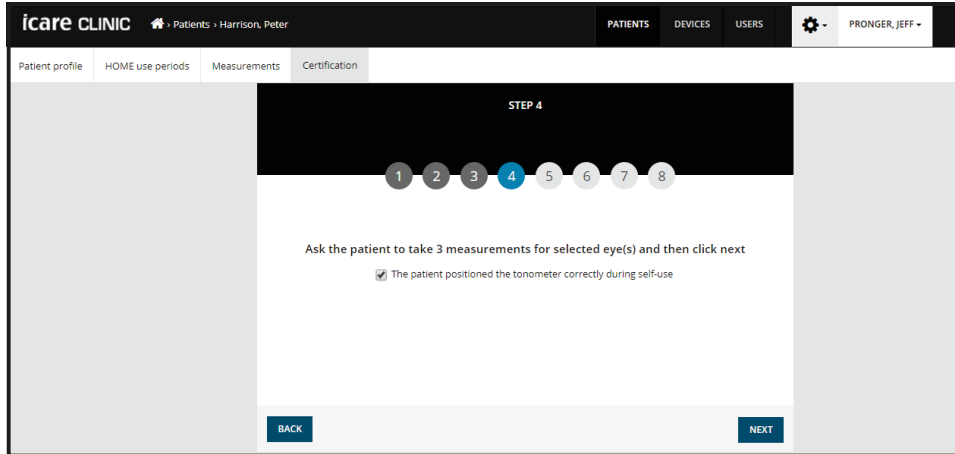 icare CLINIC › Patients › Harrison, Peter PATIENTS DEVICES USERS PRONGER, JEFF
Patient profile HOME use periods Measurements Certification
STEP 4
1 2 3 4 5 6 7 8
Ask the patient to take 3 measurements for selected eye(s) and then click next
The patient positioned the tonometer correctly during self-use
BACK NEXT